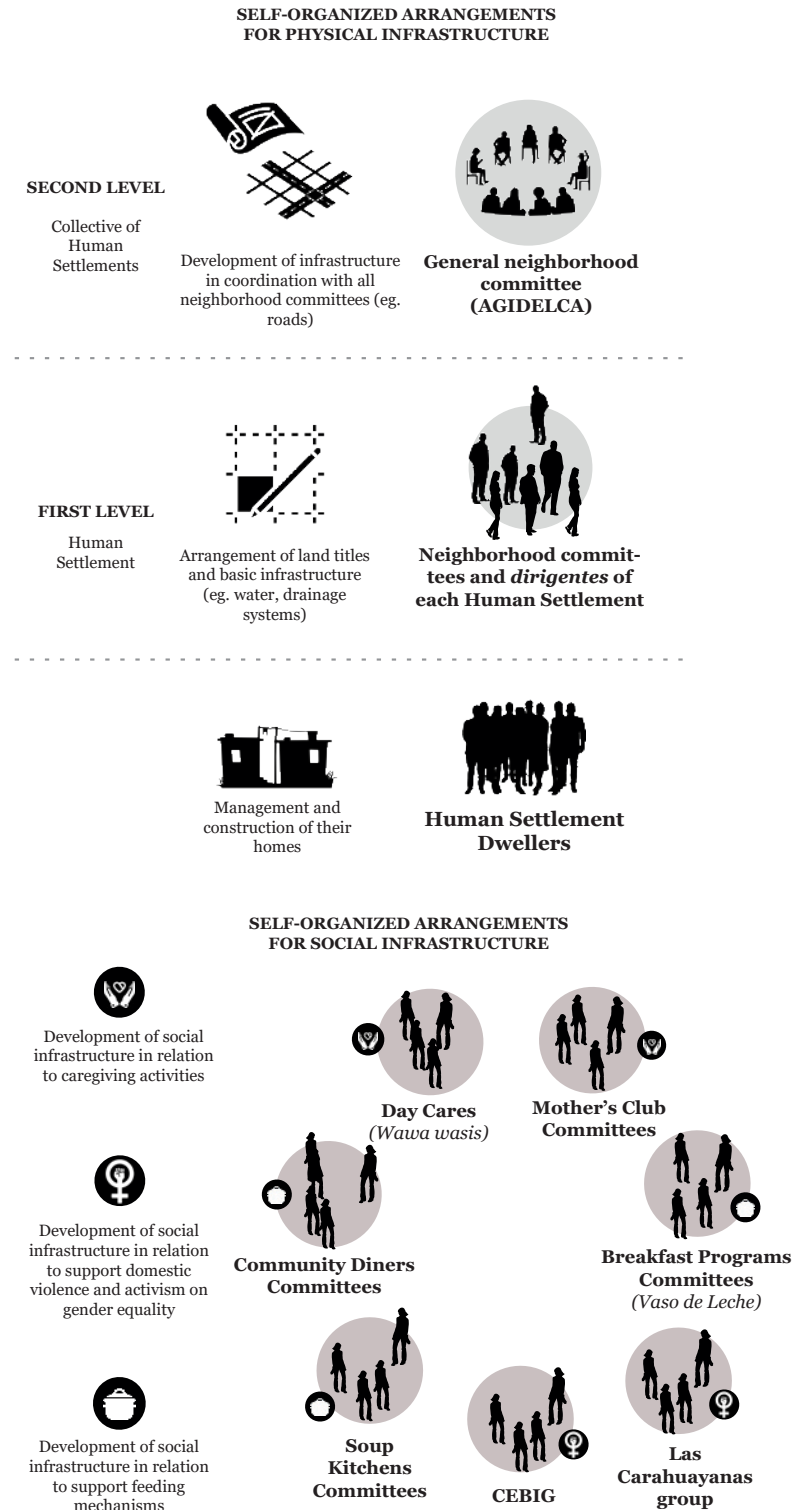 SELF-ORGANIZED ARRANGEMENTS
FOR PHYSICAL INFRASTRUCTURE
SECOND LEVEL
Collective of
Human
Settlements
Development of infrastructure
in coordination with all
neighborhood committees (eg.
roads)
General neighborhood
committee
(AGIDELCA)
FIRST LEVEL
Human
Settlement
Arrangement of land titles
and basic infrastructure
(eg. water, drainage
systems)
Neighborhood commit-
tees and dirigentes of
each Human Settlement
Management and
construction of their
homes
Human Settlement
Dwellers
SELF-ORGANIZED ARRANGEMENTS
FOR SOCIAL INFRASTRUCTURE
Development of social
infrastructure in relation
to caregiving activities
Day Cares
(Wawa wasis)
Mother's Club
Committees
Development of social
infrastructure in relation
to support domestic
violence and activism on
gender equality
Community Diners
Committees
Breakfast Programs
Committees
(Vaso de Leche)
Development of social
infrastructure in relation
to support feeding
mechanisms
Soup
Kitchens
Committees
CEBIG
Las
Carahuayanas
group